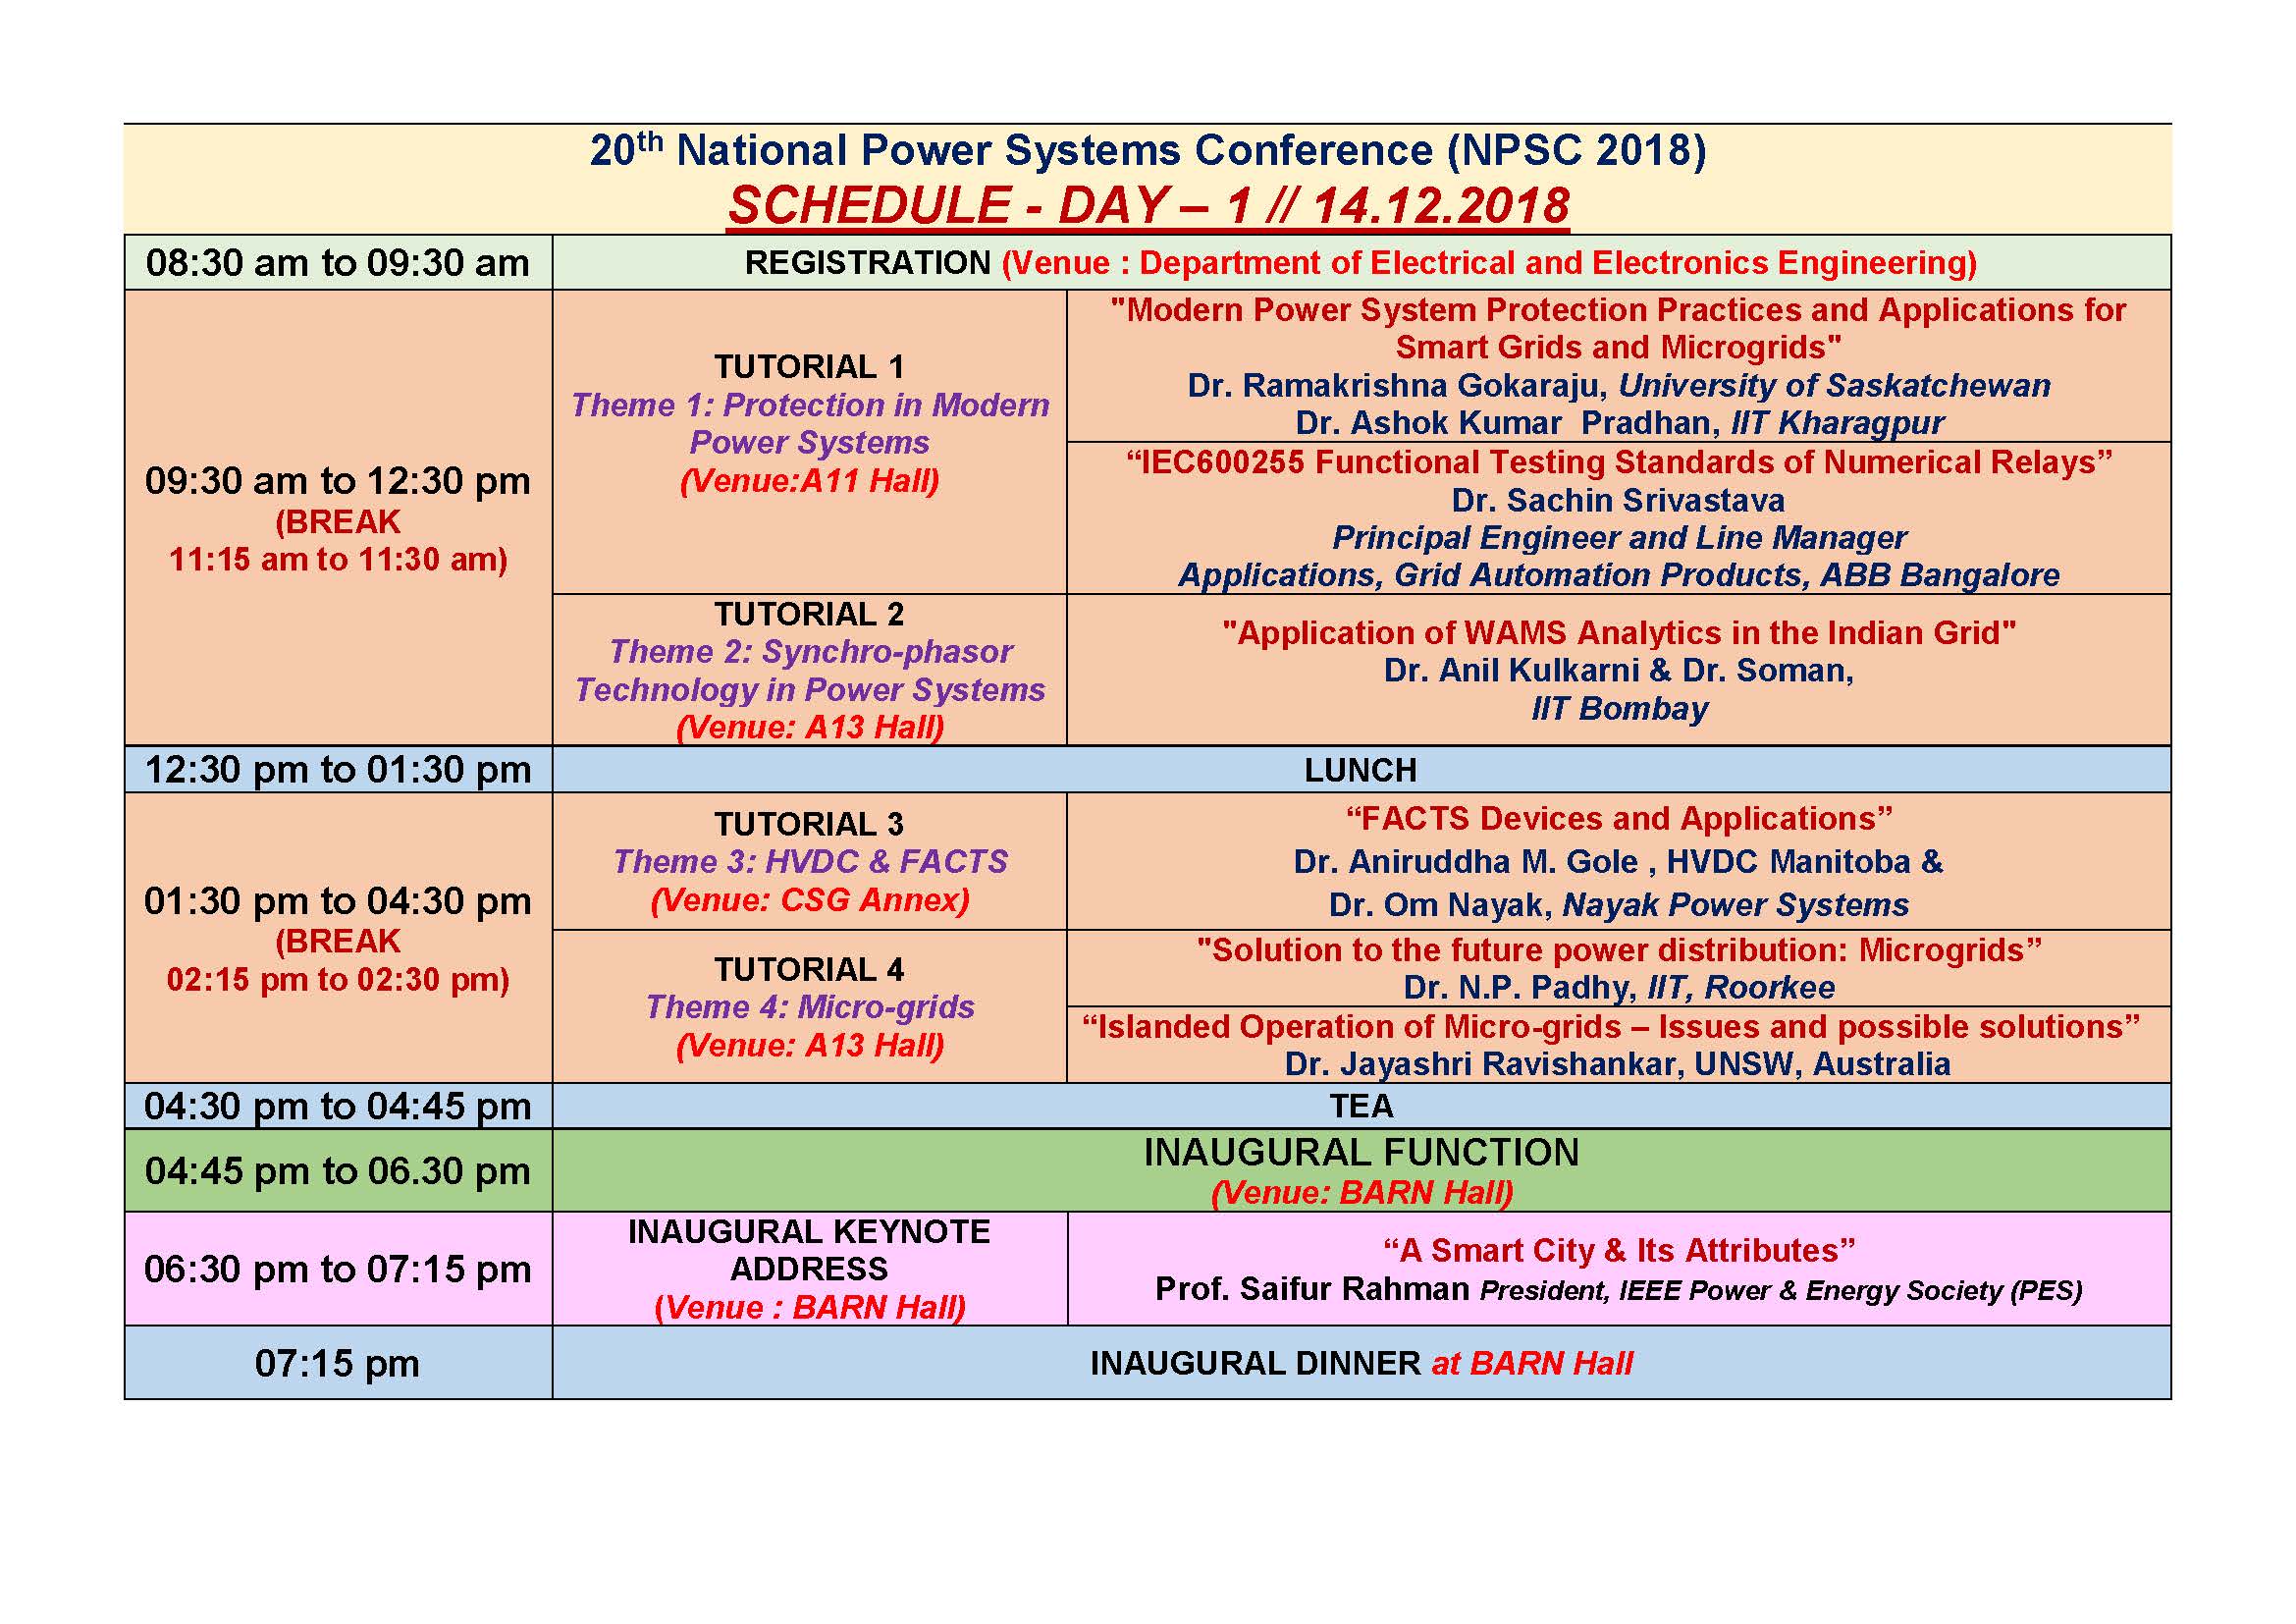 20th National Power Systems Conference (NPSC 2018)
SCHEDULE - DAY – 1 // 14.12.2018
08:30 am to 09:30 am
REGISTRATION (Venue : Department of Electrical and Electronics Engineering)
09:30 am to 12:30 pm
(BREAK
11:15 am to 11:30 am)
TUTORIAL 1
Theme 1: Protection in Modern
Power Systems
(Venue:A11 Hall)
"Modern Power System Protection Practices and Applications for
Smart Grids and Microgrids"
Dr. Ramakrishna Gokaraju, University of Saskatchewan
Dr. Ashok Kumar  Pradhan, IIT Kharagpur
“IEC600255 Functional Testing Standards of Numerical Relays”
Dr. Sachin Srivastava
Principal Engineer and Line Manager
Applications, Grid Automation Products, ABB Bangalore
TUTORIAL 2
Theme 2: Synchro-phasor
Technology in Power Systems
(Venue: A13 Hall)
"Application of WAMS Analytics in the Indian Grid"
Dr. Anil Kulkarni & Dr. Soman,
IIT Bombay
12:30 pm to 01:30 pm
LUNCH
01:30 pm to 04:30 pm
(BREAK
02:15 pm to 02:30 pm)
TUTORIAL 3
Theme 3: HVDC & FACTS
(Venue: CSG Annex)
“FACTS Devices and Applications”
Dr. Aniruddha M. Gole , HVDC Manitoba &
Dr. Om Nayak, Nayak Power Systems
TUTORIAL 4
Theme 4: Micro-grids
(Venue: A13 Hall)
"Solution to the future power distribution: Microgrids”
Dr. N.P. Padhy, IIT, Roorkee
“Islanded Operation of Micro-grids – Issues and possible solutions”
Dr. Jayashri Ravishankar, UNSW, Australia
04:30 pm to 04:45 pm
TEA
04:45 pm to 06.30 pm
INAUGURAL FUNCTION
(Venue: BARN Hall)
06:30 pm to 07:15 pm
INAUGURAL KEYNOTE
ADDRESS
(Venue : BARN Hall)
“A Smart City & Its Attributes”
Prof. Saifur Rahman President, IEEE Power & Energy Society (PES)
07:15 pm
INAUGURAL DINNER at BARN Hall